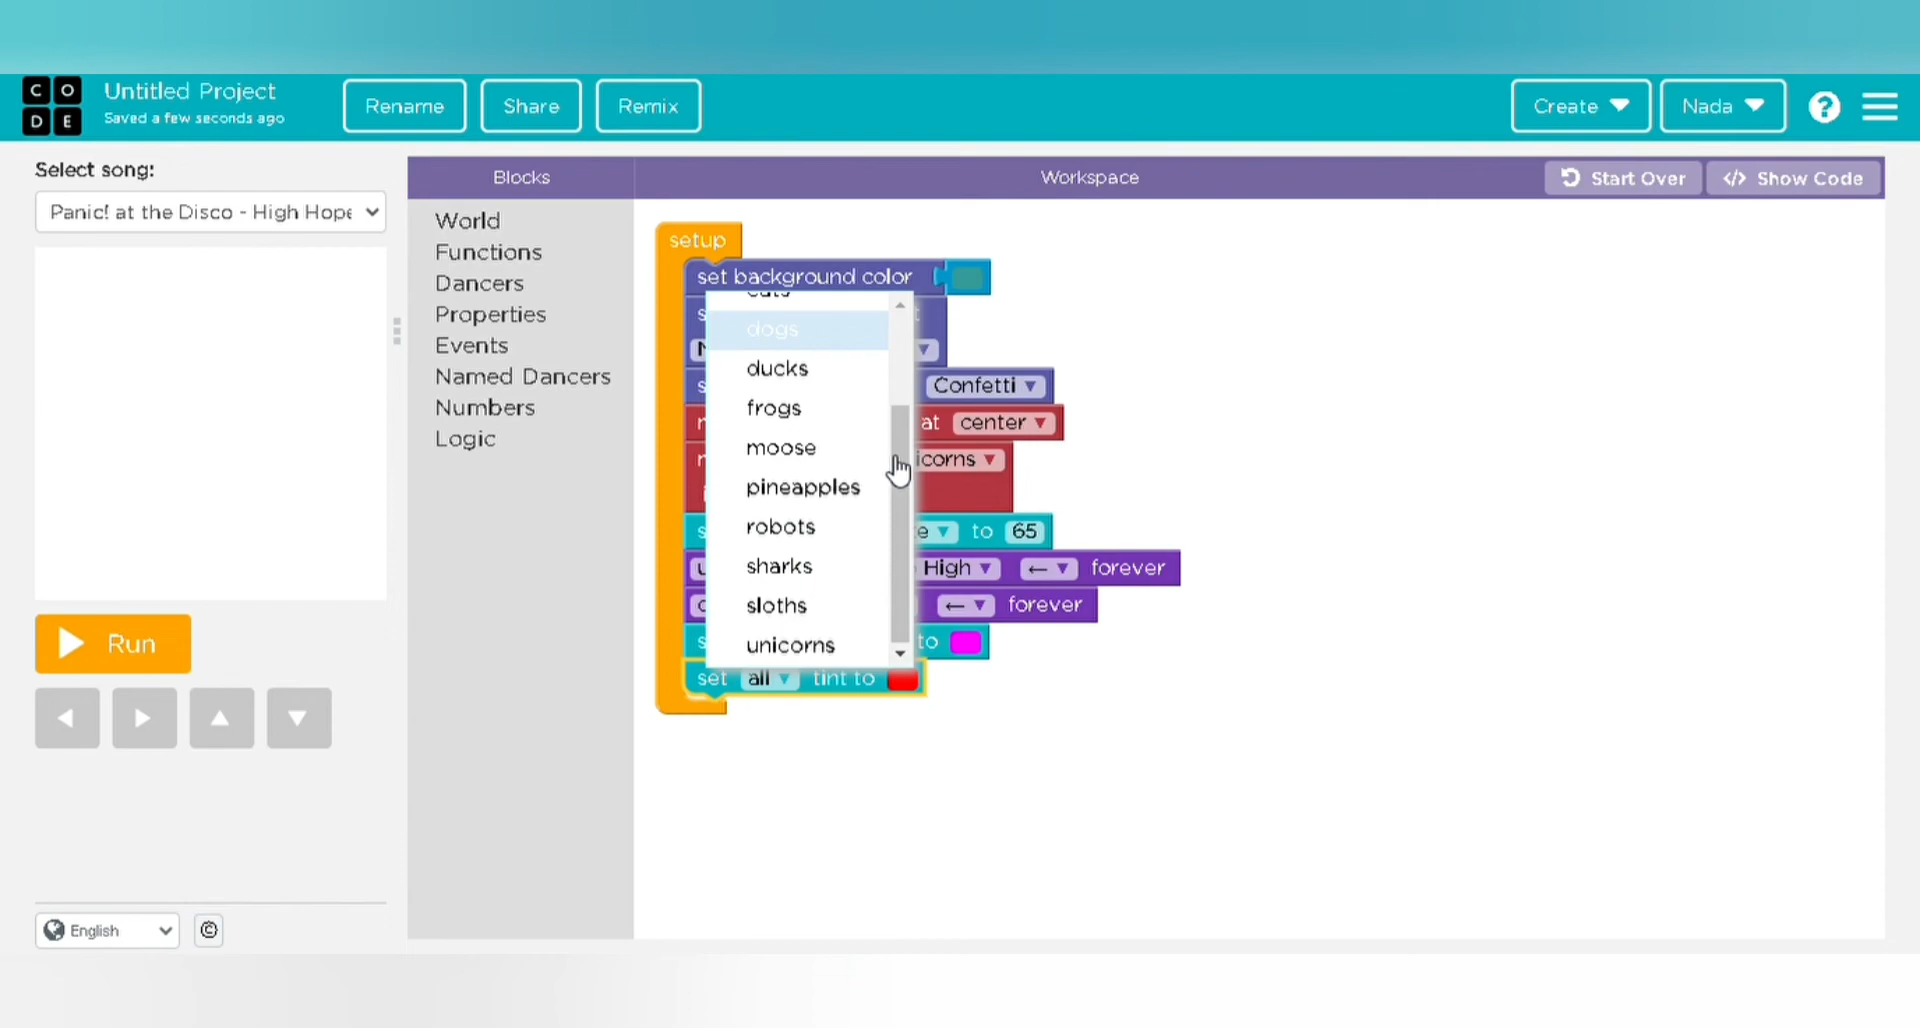 C O
D E
Untitled Project
Saved a few seconds ago
Rename
Share
Remix
Create
Nada
?
Select song:
Panic! at the Disco - High Hope
Run
English
©
Blocks
World
Functions
Dancers
Properties
Events
Named Dancers
Numbers
Logic
Workspace
Start Over
</> Show Code
setup
set background color
Confetti
at center
icorns
to 65
High ← forever
← forever
to
set all tint to
dogs
ducks
frogs
moose
pineapples
robots
sharks
sloths
unicorns